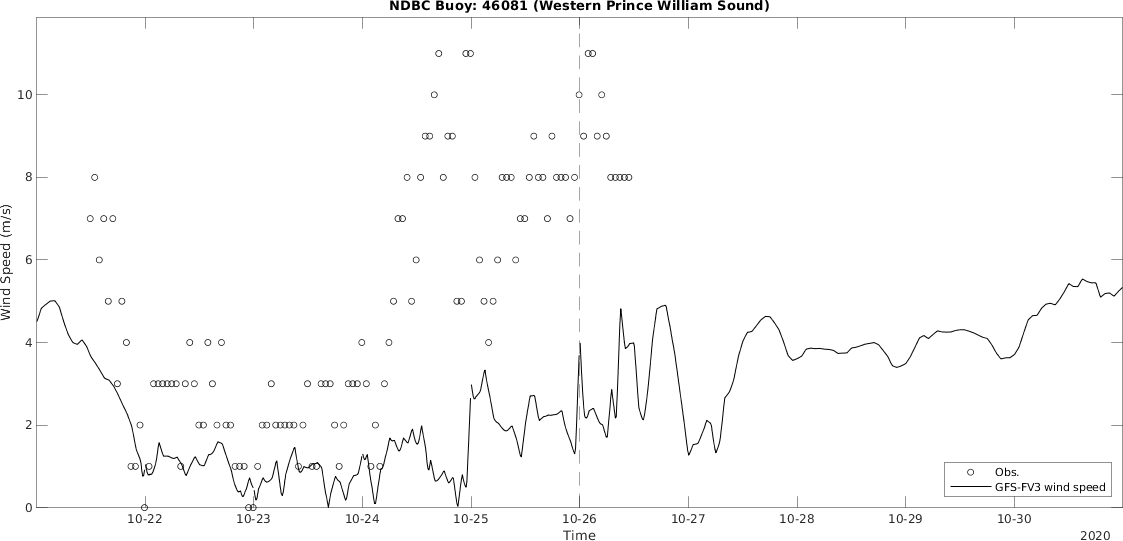 NDBC Buoy: 46081 (Western Prince William Sound)
Wind Speed (m/s)
10
8
6
4
2
0
10-22 10-23 10-24 10-25 10-26 10-27 10-28 10-29 10-30
Time
2020
Obs.
GFS-FV3 wind speed